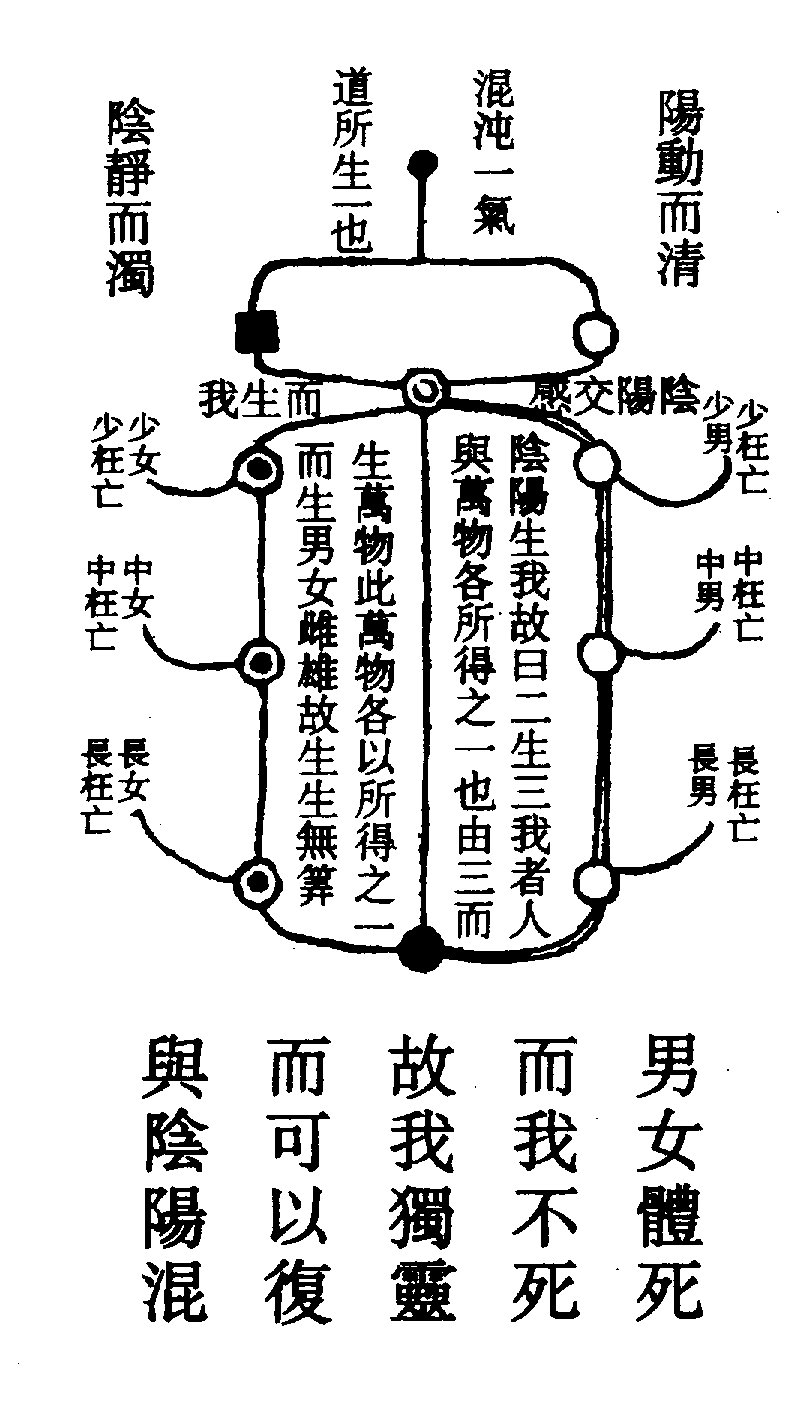 陽動而清
混沌一氣
道所生一也
陰靜而濁
陰陽交感
而生我
少枉亡
少男
中枉亡
中男
長枉亡
長男
陰陽生我故曰二生三我者人
與萬物各所得之一也由三而
生萬物此萬物各以所得之一
而生男女雌雄故生生無筭
少女
少枉亡
中女
中枉亡
長女
長枉亡
男女體死
而我不死
故我獨靈
而可以復
與陰陽混